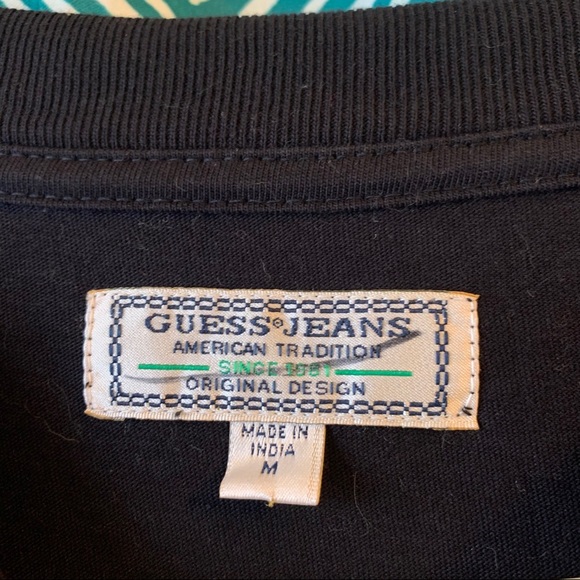 GUESS® JEANS
AMERICAN TRADITION
SINCE 1981
ORIGINAL DESIGN
MADE IN
INDIA
M